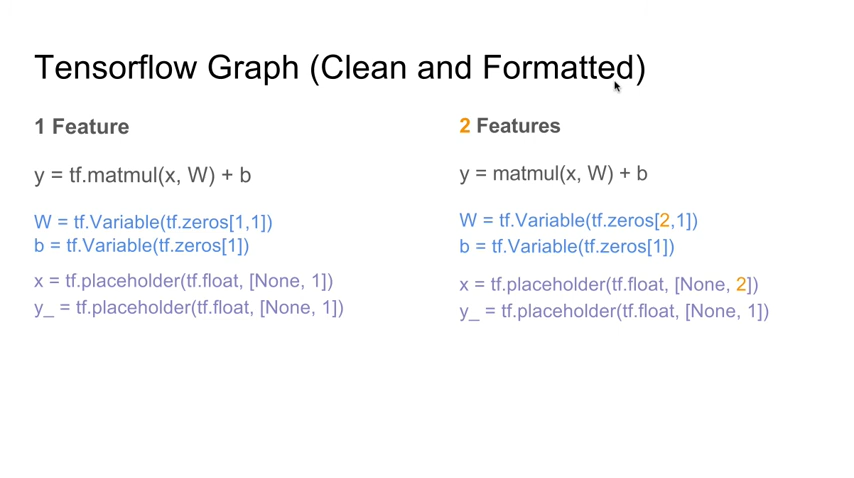 Tensorflow Graph (Clean and Formatted)
1 Feature
y = tf.matmul(x, W) + b
W = tf.Variable(tf.zeros[1,1])
b = tf.Variable(tf.zeros[1])
x = tf.placeholder(tf.float, [None, 1])
y_ = tf.placeholder(tf.float, [None, 1])
2 Features
y = matmul(x, W) + b
W = tf.Variable(tf.zeros[2,1])
b = tf.Variable(tf.zeros[1])
x = tf.placeholder(tf.float, [None, 2])
y_ = tf.placeholder(tf.float, [None, 1])